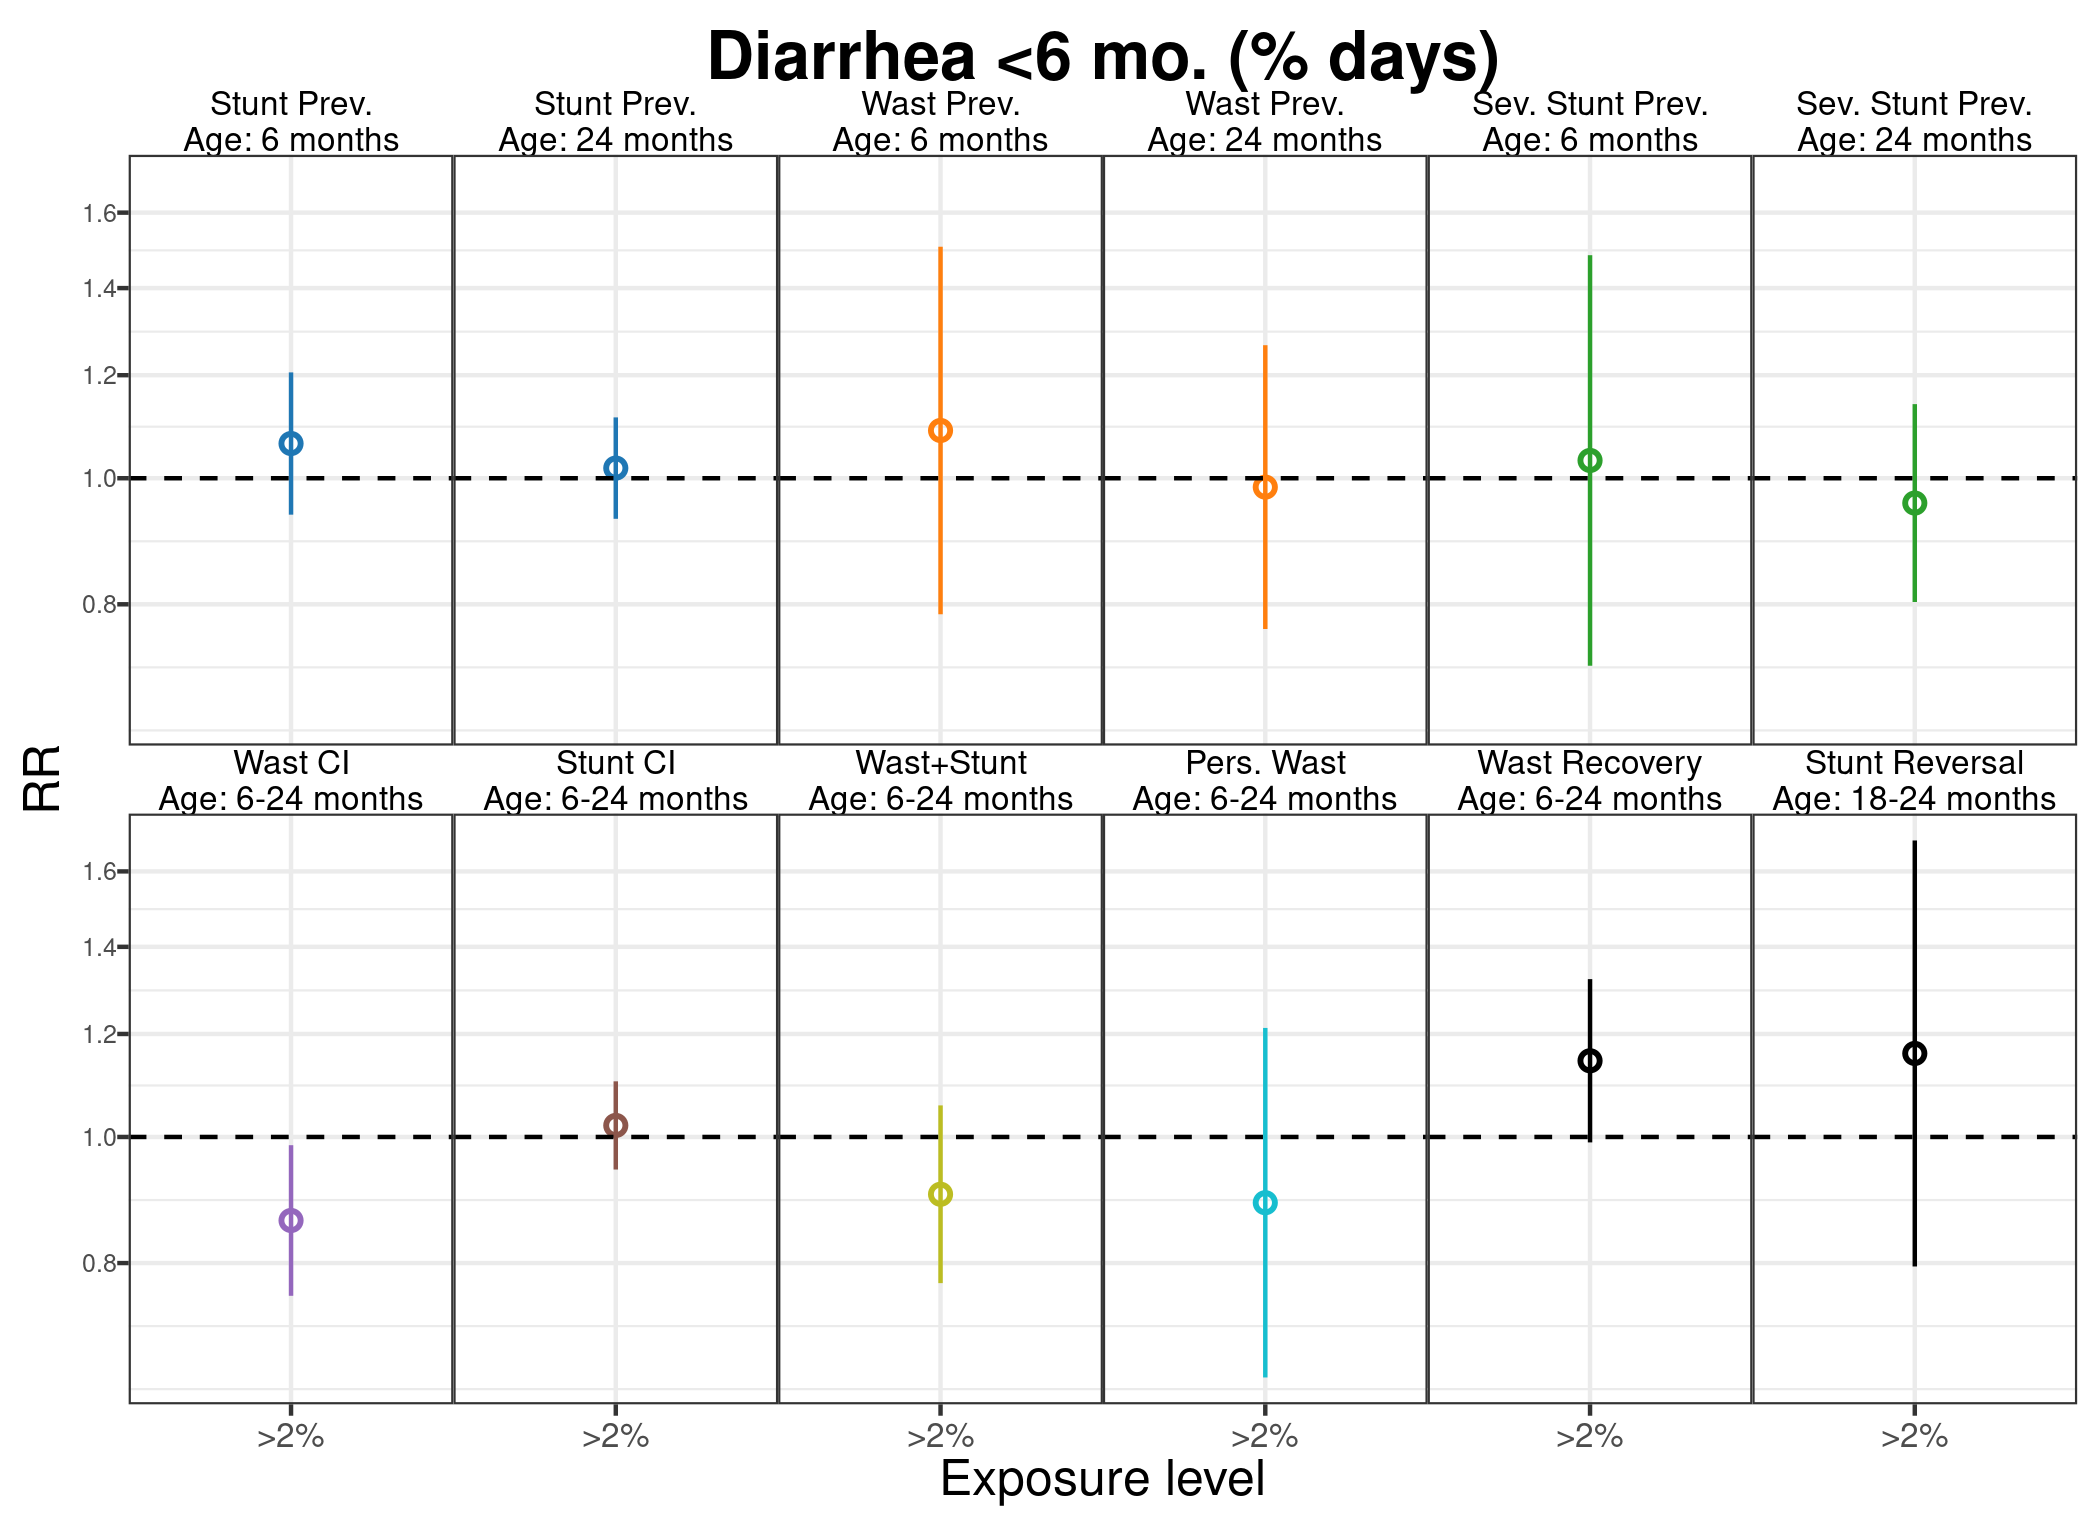 Diarrhea <6 mo. (% days)
Stunt Prev.
Age: 6 months
Stunt Prev.
Age: 24 months
Wast Prev.
Age: 6 months
Wast Prev.
Age: 24 months
Sev. Stunt Prev.
Age: 6 months
Sev. Stunt Prev.
Age: 24 months
1.6
1.4
1.2
1.0
0.8
RR
Wast CI
Age: 6-24 months
Stunt CI
Age: 6-24 months
Wast+Stunt
Age: 6-24 months
Pers. Wast
Age: 6-24 months
Wast Recovery
Age: 6-24 months
Stunt Reversal
Age: 18-24 months
1.6
1.4
1.2
1.0
0.8
>2%
>2%
>2%
>2%
>2%
>2%
Exposure level